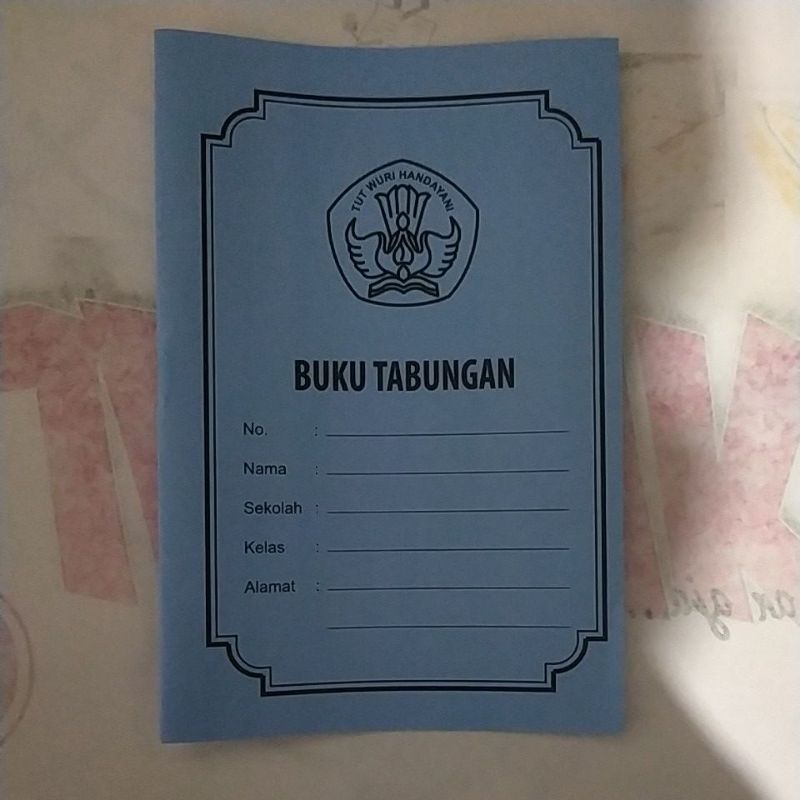 TUT WURI HANDAYANI
BUKU TABUNGAN
No. :
Nama :
Sekolah :
Kelas :
Alamat :